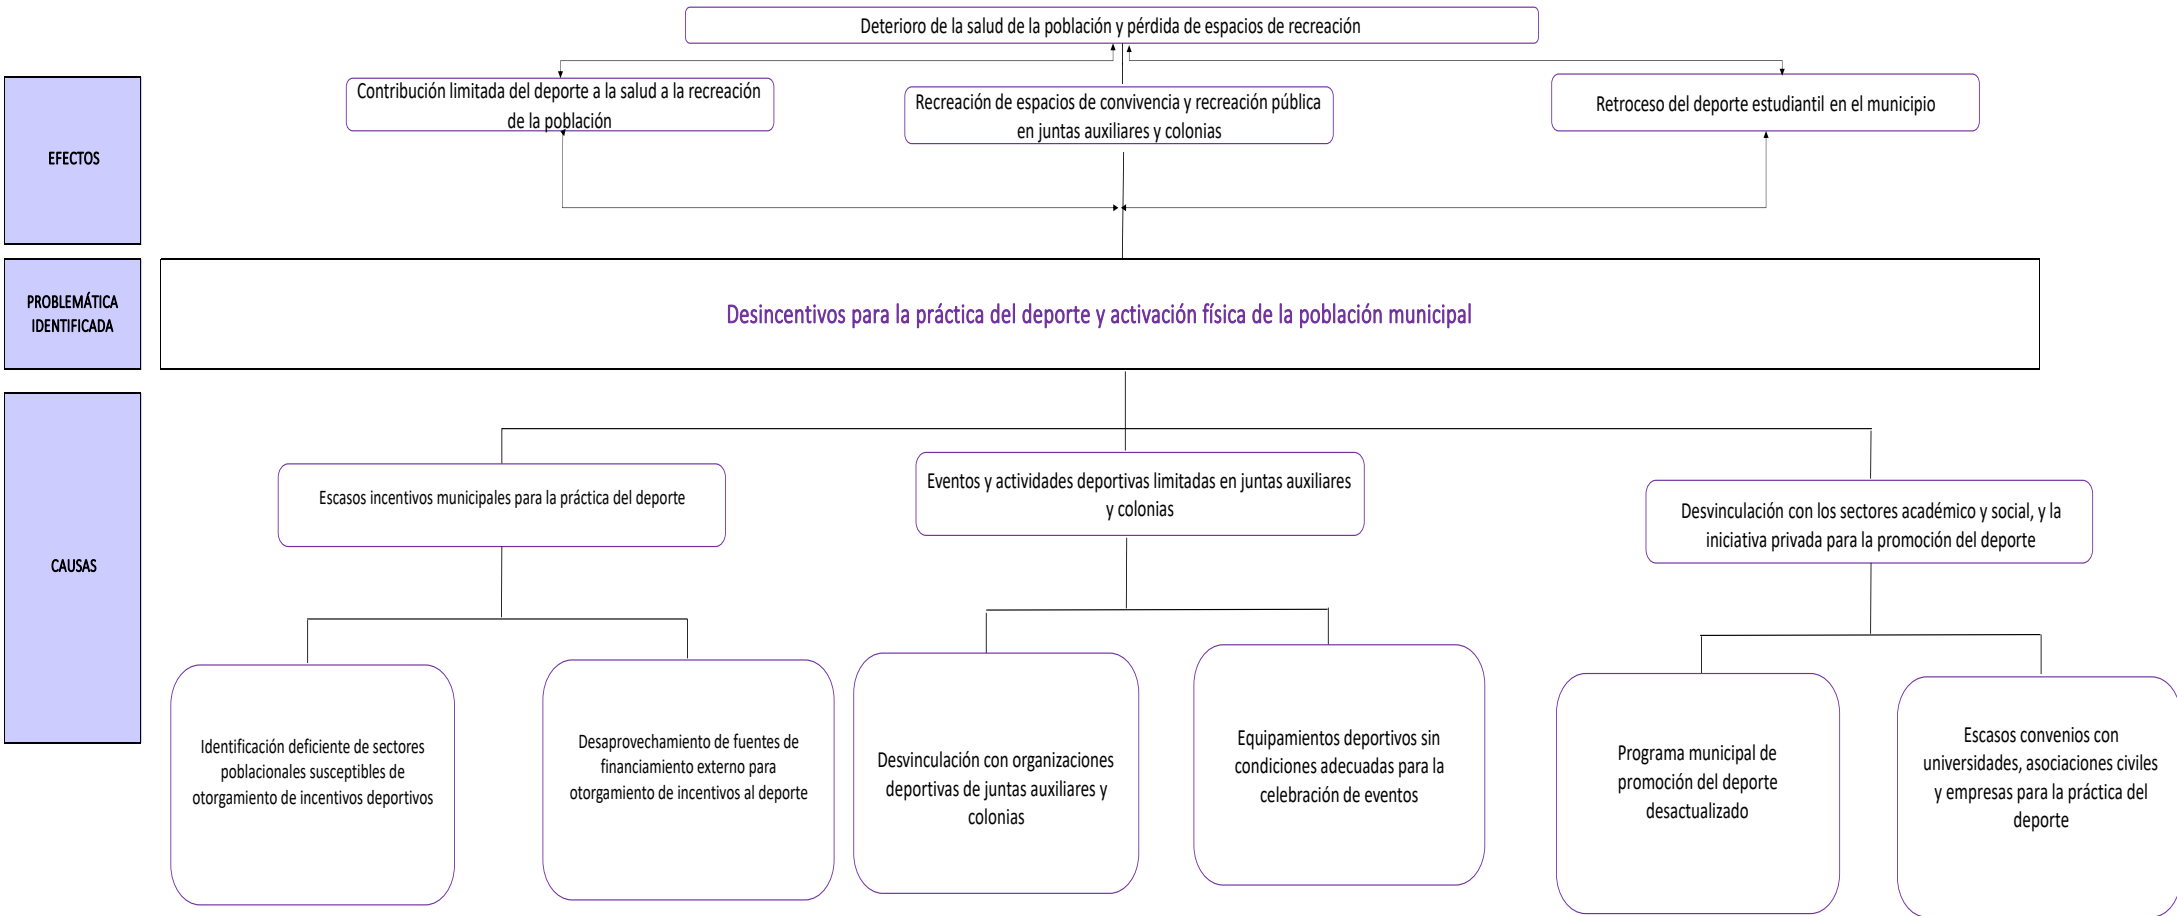 Deterioro de la salud de la población y pérdida de espacios de recreación
Contribución limitada del deporte a la salud a la recreación
de la población
Recreación de espacios de convivencia y recreación pública
en juntas auxiliares y colonias
Retroceso del deporte estudiantil en el municipio
EFECTOS
PROBLEMÁTICA
IDENTIFICADA
Desincentivos para la práctica del deporte y activación física de la población municipal
CAUSAS
Escasos incentivos municipales para la práctica del deporte
Eventos y actividades deportivas limitadas en juntas auxiliares
y colonias
Desvinculación con los sectores académico y social, y la
iniciativa privada para la promoción del deporte
Identificación deficiente de sectores
poblacionales susceptibles de
otorgamiento de incentivos deportivos
Desaprovechamiento de fuentes de
financiamiento externo para
otorgamiento de incentivos al deporte
Desvinculación con organizaciones
deportivas de juntas auxiliares y
colonias
Equipamientos deportivos sin
condiciones adecuadas para la
celebración de eventos
Programa municipal de
promoción del deporte
desactualizado
Escasos convenios con
universidades, asociaciones civiles
y empresas para la práctica del
deporte